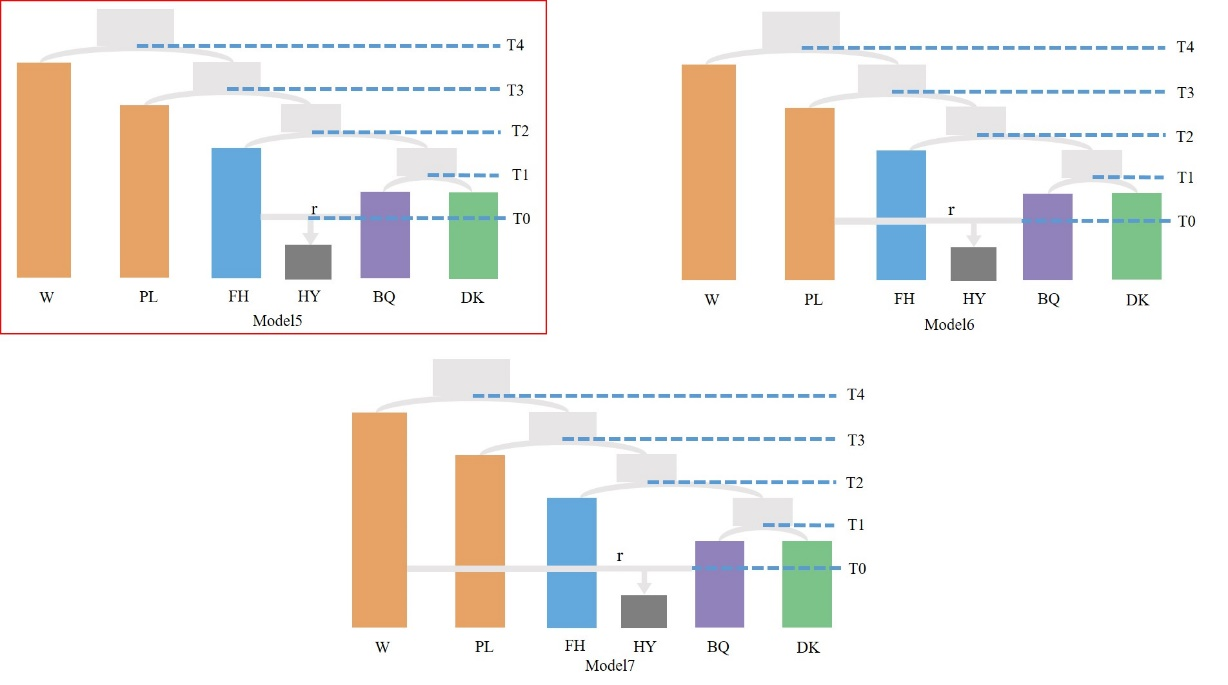 T4
T3
T2
T1
r
T0
W PL FH HY BQ DK
Model5
T4
T3
T2
T1
r
T0
W PL FH HY BQ DK
Model6
T4
T3
T2
T1
r
T0
W PL FH HY BQ DK
Model7